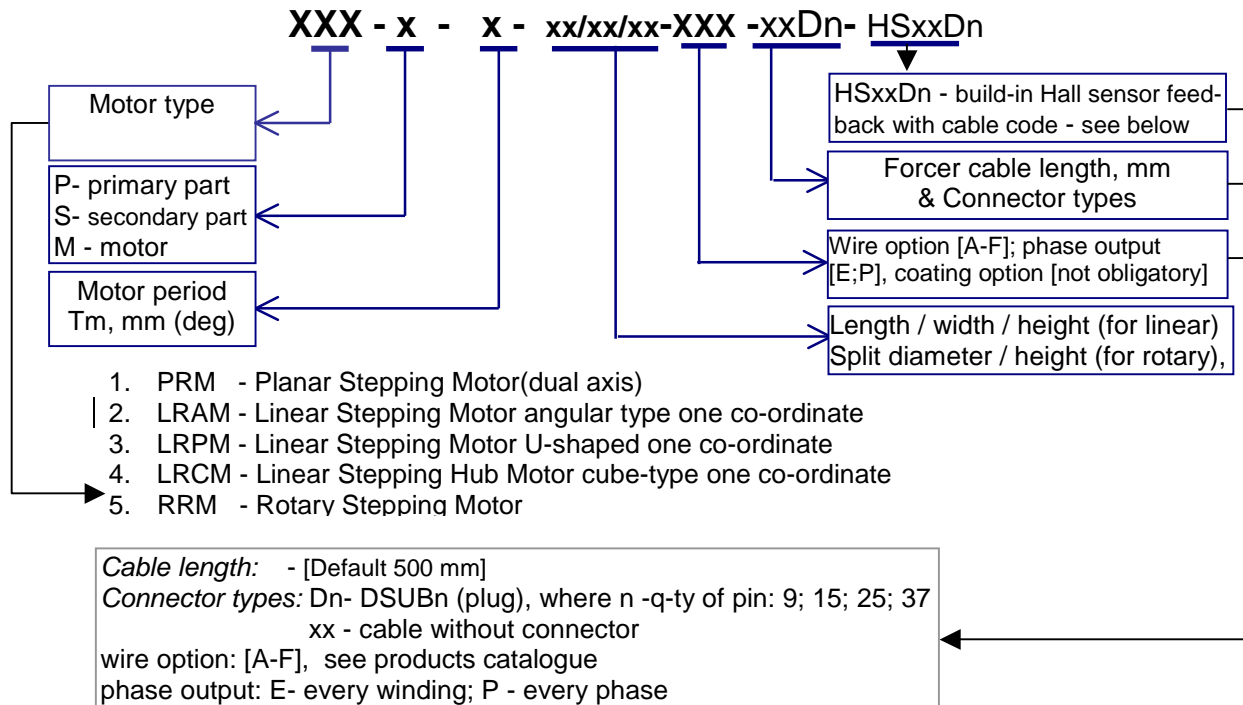 XXX - x - x - xx/xx/xx-XXX -xxDn- HSxxDn
Motor type
P- primary part
S- secondary part
M - motor
Motor period
Tm, mm (deg)
HSxxDn - build-in Hall sensor feed-
back with cable code - see below
Forcer cable length, mm
& Connector types
Wire option [A-F]; phase output
[E;P], coating option [not obligatory]
Length / width / height (for linear)
Split diameter / height (for rotary),
1. PRM - Planar Stepping Motor(dual axis)
2. LRAM - Linear Stepping Motor angular type one co-ordinate
3. LRPM - Linear Stepping Motor U-shaped one co-ordinate
4. LRCM - Linear Stepping Hub Motor cube-type one co-ordinate
5. RRM - Rotary Stepping Motor
Cable length: - [Default 500 mm]
Connector types: Dn- DSUBn (plug), where n -q-ty of pin: 9; 15; 25; 37
xx - cable without connector
wire option: [A-F], see products catalogue
phase output: E- every winding; P - every phase